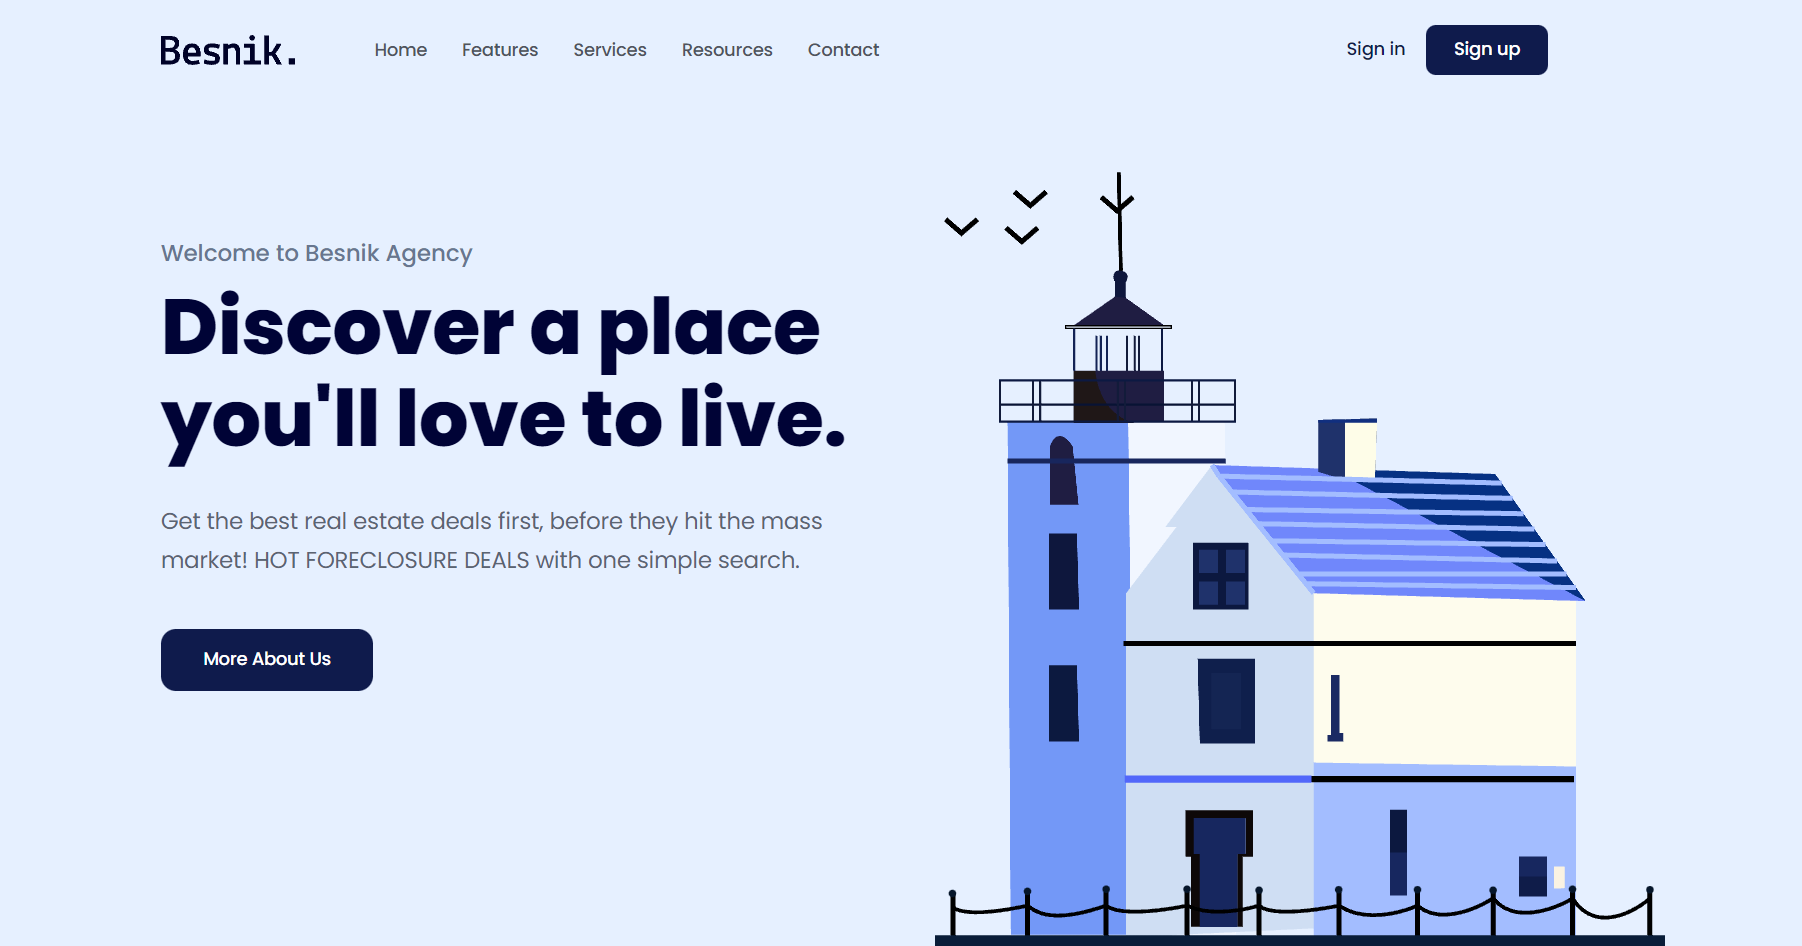 Besnik.
Home Features Services Resources Contact
Sign in Sign up
Welcome to Besnik Agency
Discover a place
you'll love to live.
Get the best real estate deals first, before they hit the mass
market! HOT FORECLOSURE DEALS with one simple search.
More About Us